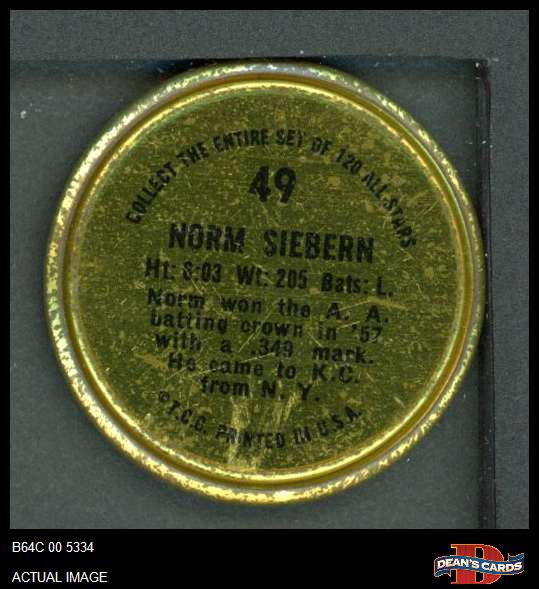 COLLECT THE ENTIRE SET OF 120 ALL-STARS
49
NORM SIEBERN
Ht: 6:03 Wt: 205 Bats: L.
Norm won the A. A.
batting crown in '57
with a .349 mark.
He came to K.C.
from N. Y.
©T.C.G. PRINTED IN U.S.A.
B64C 00 5334
ACTUAL IMAGE
B
DEAN'S CARDS